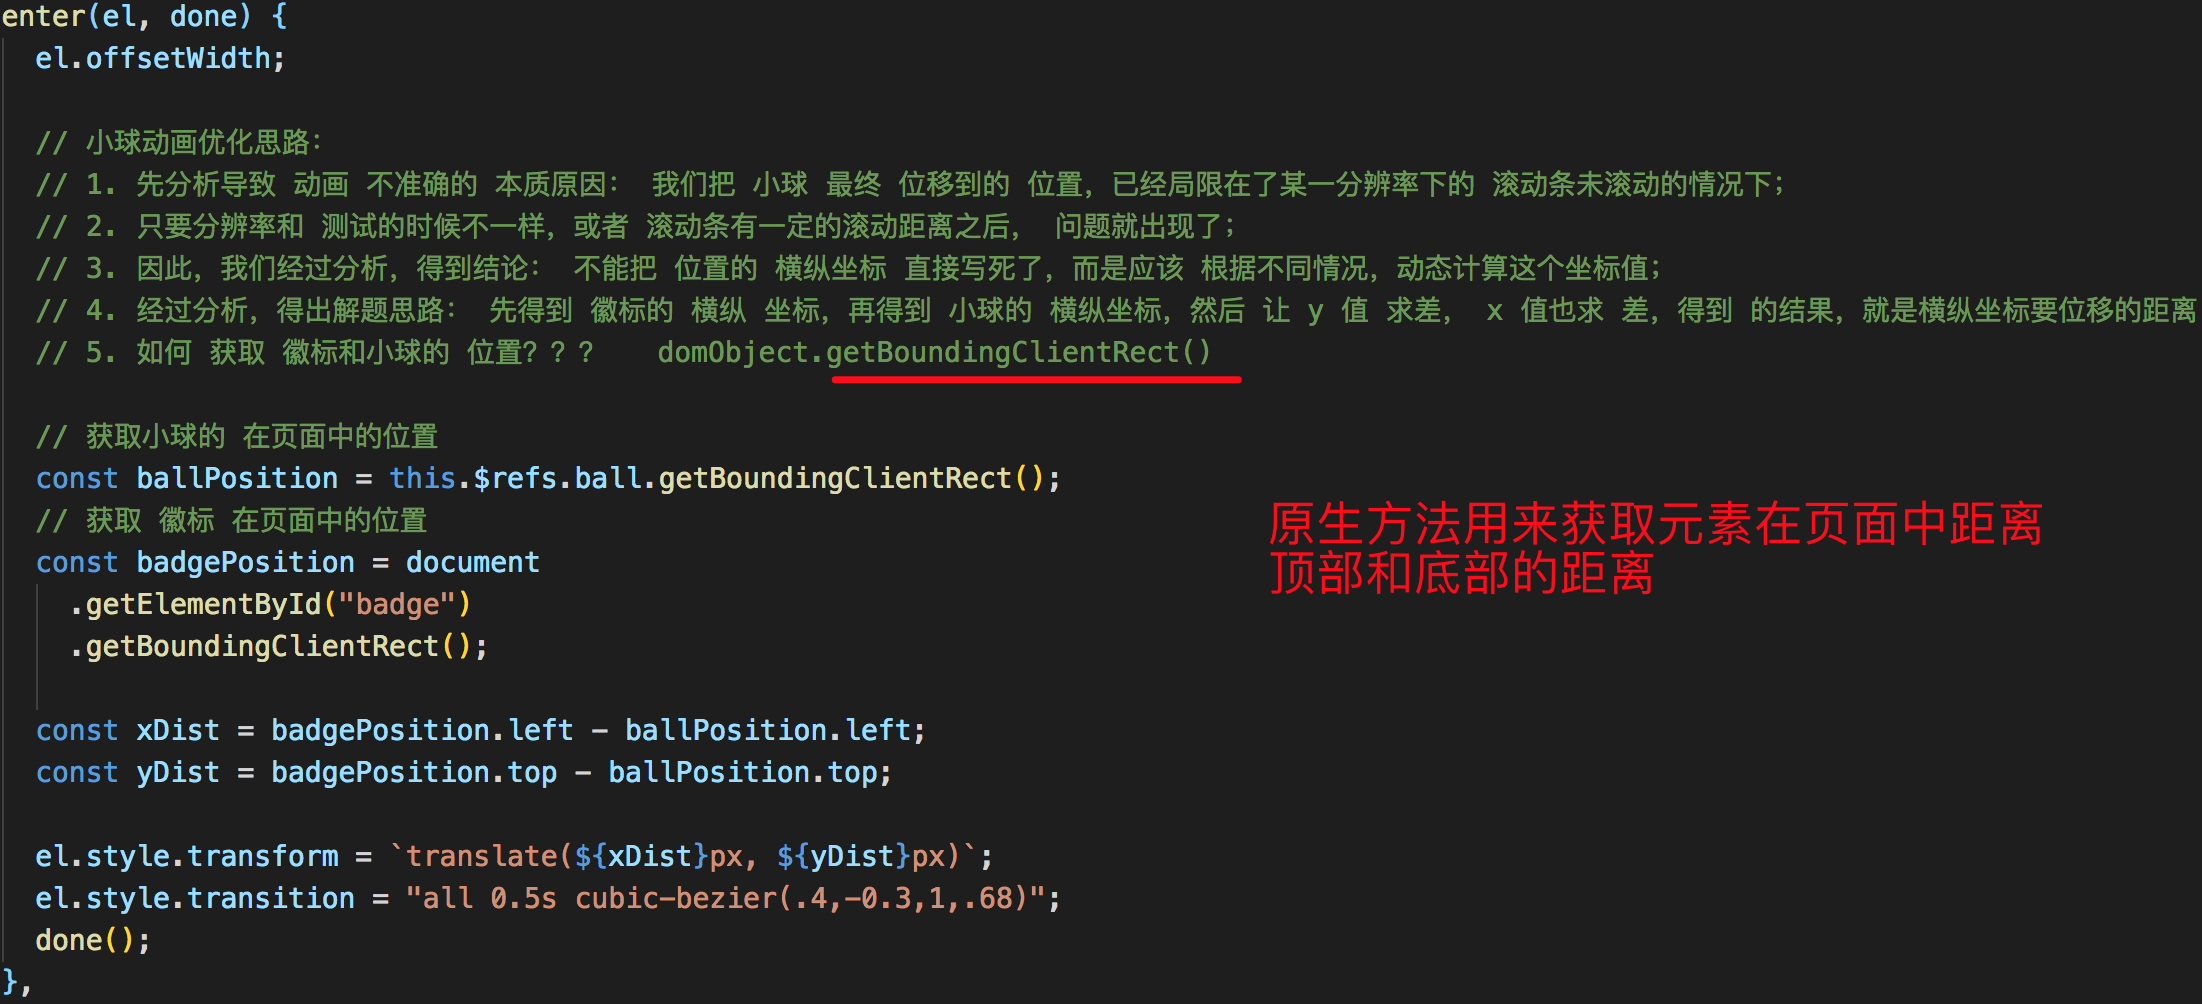 enter(el, done) {
el.offsetWidth;
// 小球动画优化思路：
// 1. 先分析导致 动画 不准确的 本质原因： 我们把 小球 最终 位移到的 位置，已经局限在了某一分辨率下的 滚动条未滚动的情况下；
// 2. 只要分辨率和 测试的时候不一样，或者 滚动条有一定的滚动距离之后， 问题就出现了；
// 3. 因此，我们经过分析，得到结论： 不能把 位置的 横纵坐标 直接写死了，而是应该 根据不同情况，动态计算这个坐标值；
// 4. 经过分析，得出解题思路： 先得到 徽标的 横纵 坐标，再得到 小球的 横纵坐标，然后 让 y 值 求差， x 值也求 差，得到 的结果，就是横纵坐标要位移的距离
// 5. 如何 获取 徽标和小球的 位置？？？ domObject.getBoundingClientRect()
// 获取小球的 在页面中的位置
const ballPosition = this.$refs.ball.getBoundingClientRect();
// 获取 徽标 在页面中的位置
const badgePosition = document
.getElementById("badge")
.getBoundingClientRect();
原生方法用来获取元素在页面中距离
顶部和底部的距离
const xDist = badgePosition.left - ballPosition.left;
const yDist = badgePosition.top - ballPosition.top;
el.style.transform = `translate(${xDist}px, ${yDist}px)`;
el.style.transition = "all 0.5s cubic-bezier(.4,-0.3,1,.68)";
done();
},